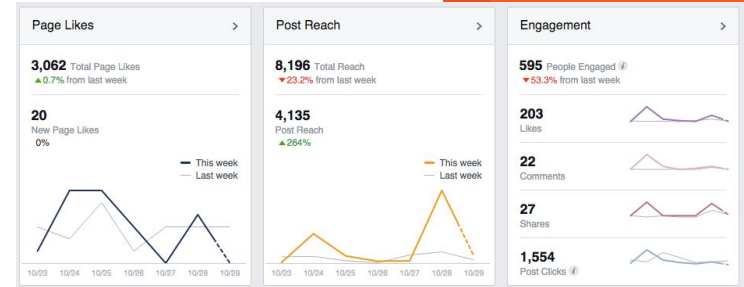 Page Likes >
3,062 Total Page Likes
▲0.7% from last week
20
New Page Likes
0%
This week
Last week
10/23 10/24 10/25 10/26 10/27 10/28 10/29
Post Reach >
8,196 Total Reach
▼23.2% from last week
4,135
Post Reach
▲264%
This week
Last week
10/23 10/24 10/25 10/26 10/27 10/28 10/29
Engagement >
595 People Engaged i
▼53.3% from last week
203
Likes
22
Comments
27
Shares
1,554
Post Clicks i